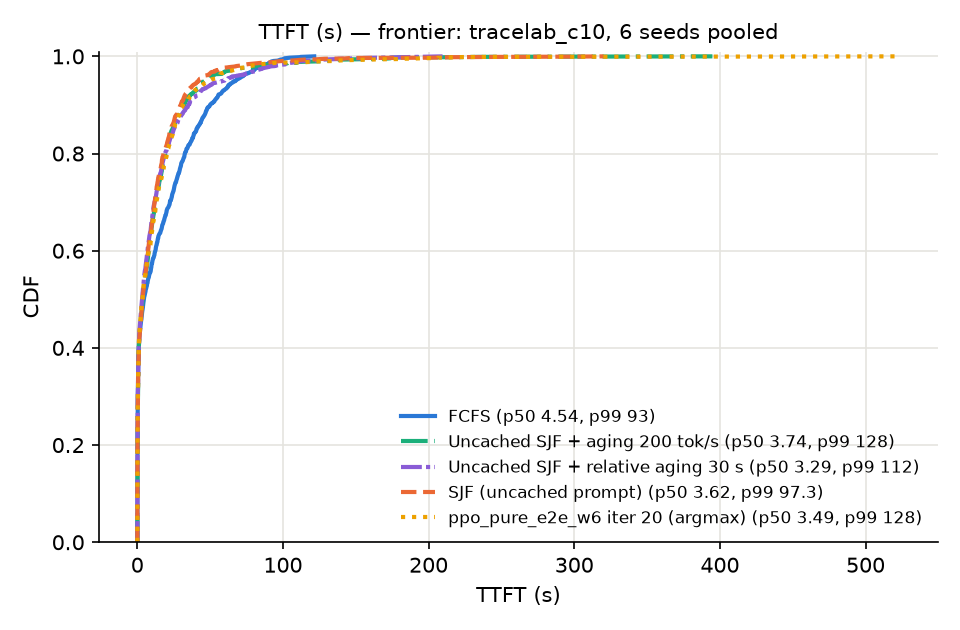 TTFT (s) — frontier: tracelab_c10, 6 seeds pooled
1.0
0.8
0.6
0.4
0.2
0.0
CDF
FCFS (p50 4.54, p99 93)
Uncached SJF + aging 200 tok/s (p50 3.74, p99 128)
Uncached SJF + relative aging 30 s (p50 3.29, p99 112)
SJF (uncached prompt) (p50 3.62, p99 97.3)
ppo_pure_e2e_w6 iter 20 (argmax) (p50 3.49, p99 128)
0 100 200 300 400 500
TTFT (s)